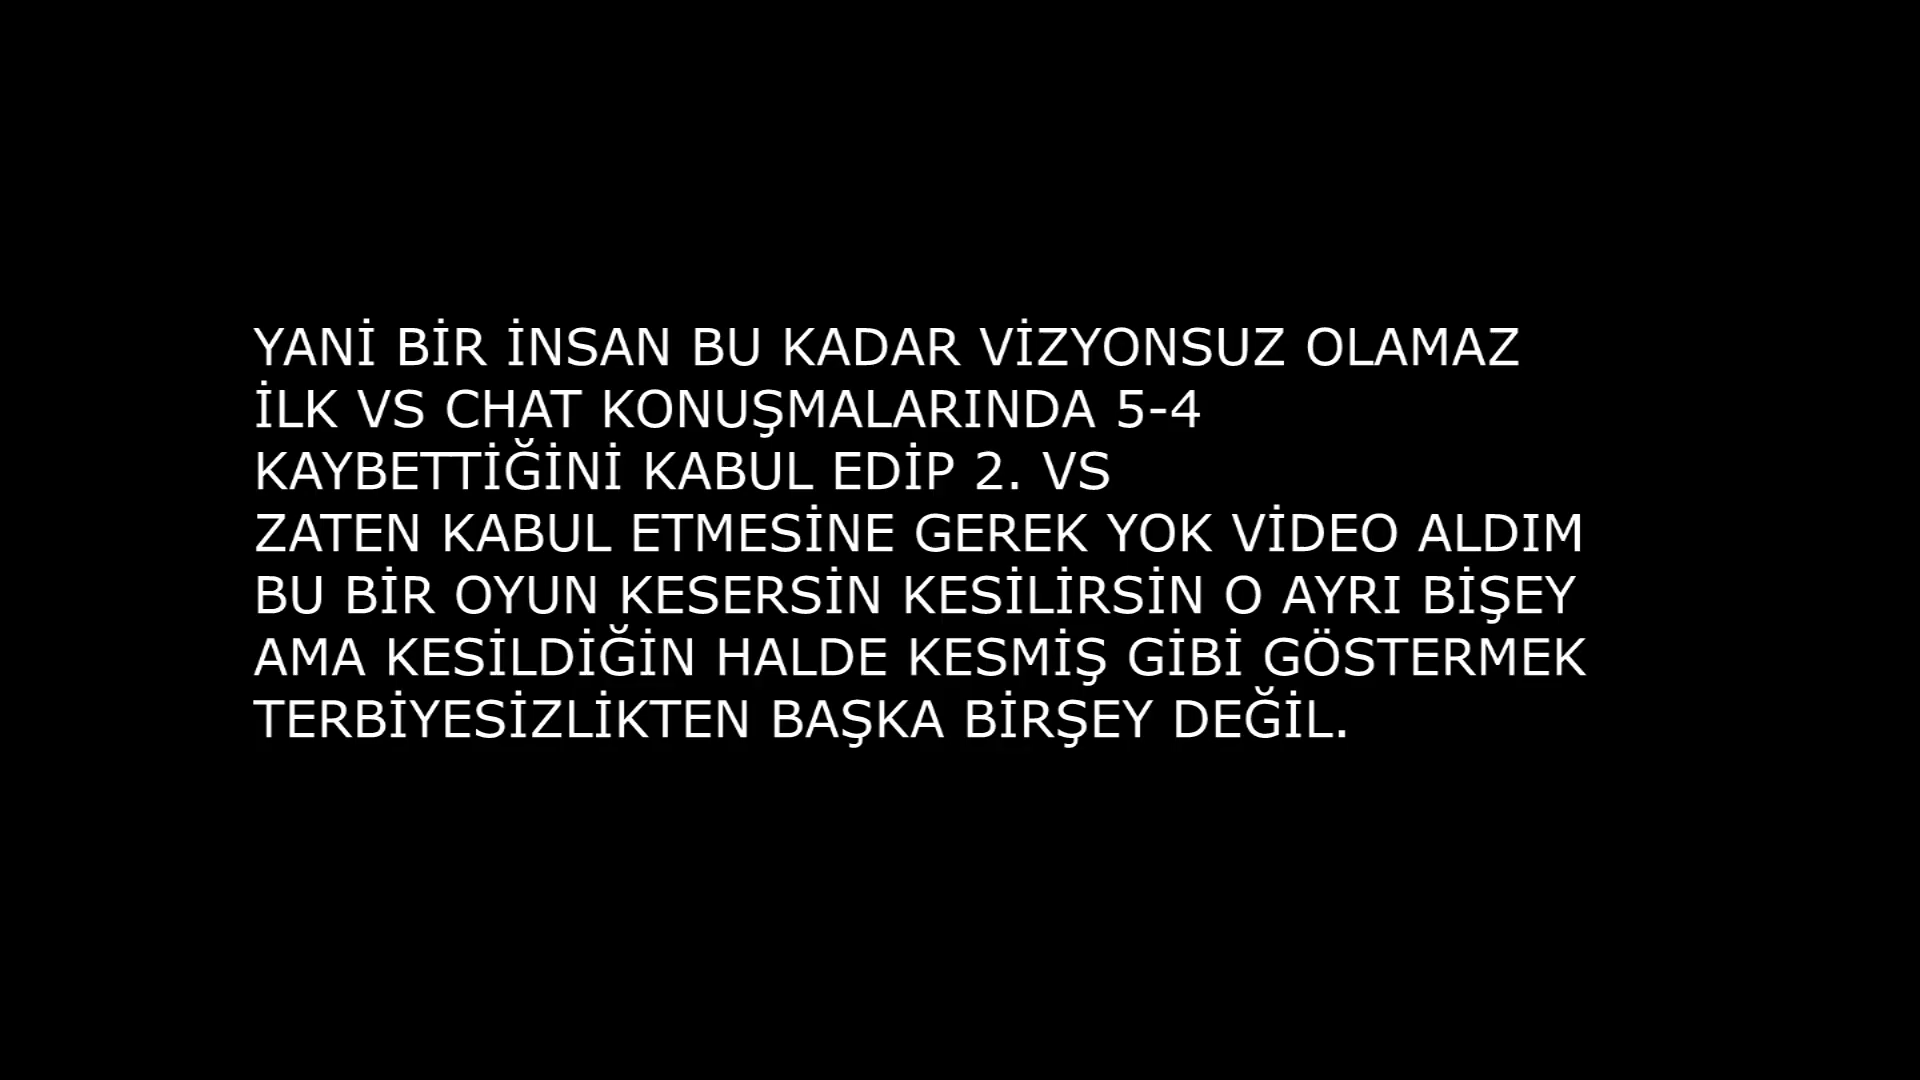 YANİ BİR İNSAN BU KADAR VİZYONSUZ OLAMAZ
İLK VS CHAT KONUŞMALARINDA 5-4
KAYBETTİĞİNİ KABUL EDİP 2. VS
ZATEN KABUL ETMESİNE GEREK YOK VİDEO ALDIM
BU BİR OYUN KESERSİN KESİLİRSİN O AYRI BİŞEY
AMA KESİLDİĞİN HALDE KESMİŞ GİBİ GÖSTERMEK
TERBİYESİZLİKTEN BAŞKA BİRŞEY DEĞİL.